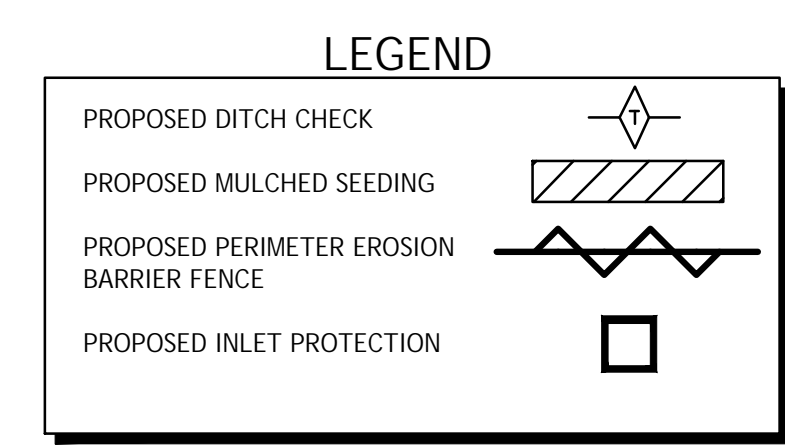 LEGEND
PROPOSED DITCH CHECK
T
PROPOSED MULCHED SEEDING
PROPOSED PERIMETER EROSION
BARRIER FENCE
PROPOSED INLET PROTECTION